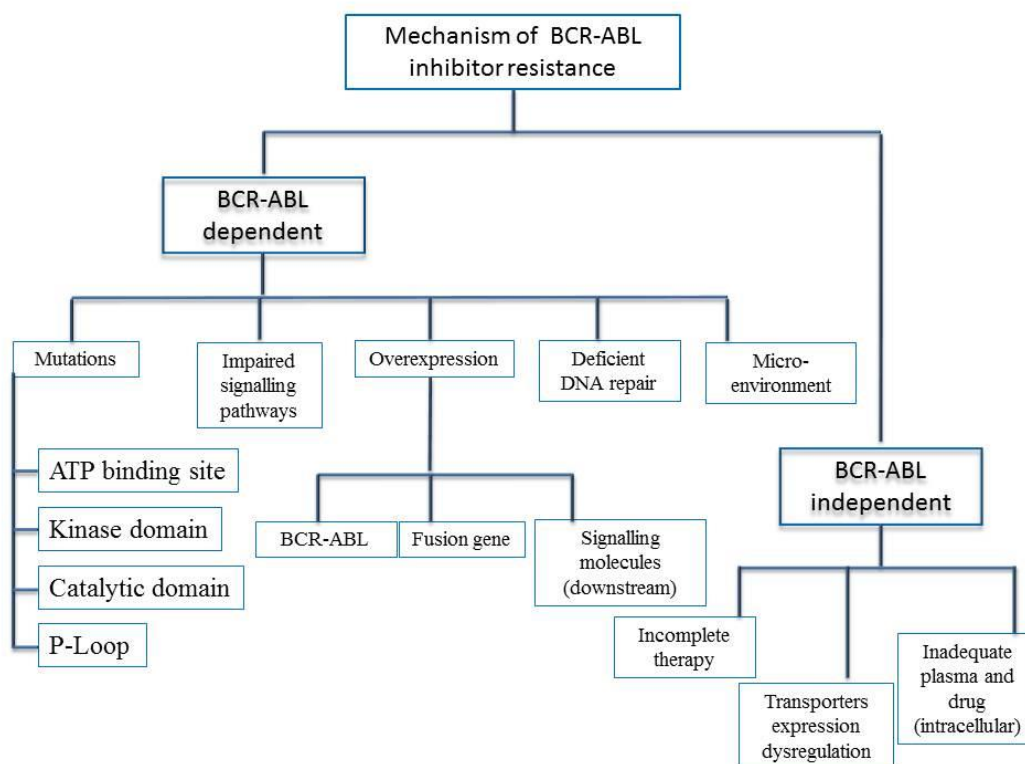 Mechanism of BCR-ABL
inhibitor resistance
BCR-ABL
dependent
Mutations
Impaired
signalling
pathways
Overexpression
Deficient
DNA repair
Micro-
environment
ATP binding site
Kinase domain
Catalytic domain
P-Loop
BCR-ABL
Fusion gene
Signalling
molecules
(downstream)
BCR-ABL
independent
Incomplete
therapy
Transporters
expression
dysregulation
Inadequate
plasma and
drug
(intracellular)